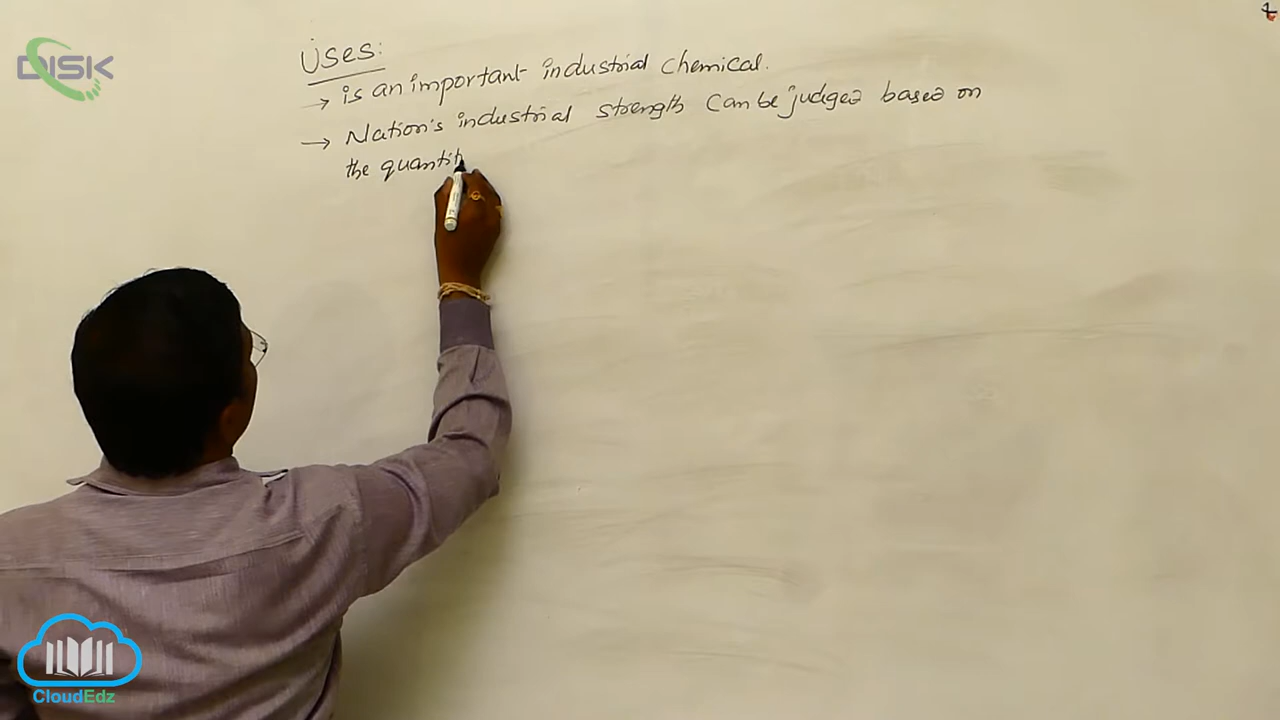 DISK
Uses:
→ is an important industrial chemical.
→ Nation's industrial strength can be judged based on
the quantit
CloudEdz